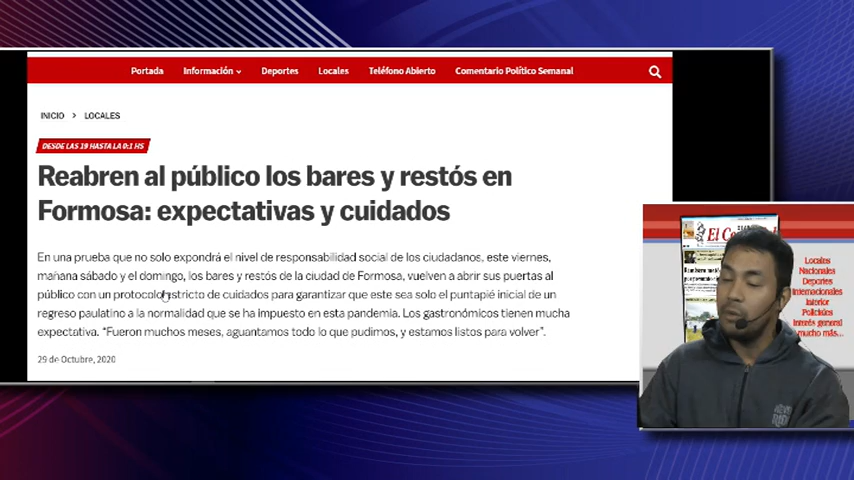 Portada Información Deportes Locales Teléfono Abierto Comentario Político Semanal
INICIO > LOCALES
DESDE LAS 19 HASTA LA 0:1 HS
Reabren al público los bares y restós en
Formosa: expectativas y cuidados
En una prueba que no solo expondrá el nivel de responsabilidad social de los ciudadanos, este viernes,
mañana sábado y el domingo, los bares y restós de la ciudad de Formosa, vuelven a abrir sus puertas al
público con un protocolo estricto de cuidados para garantizar que este sea solo el puntapié inicial de un
regreso paulatino a la normalidad que se ha impuesto en esta pandemia. Los gastronómicos tienen mucha
expectativa. “Fueron muchos meses, aguantamos todo lo que pudimos, y estamos listos para volver”.
29 de Octubre, 2020
El
Locales
Nacionales
Deportes
Internacionales
Interior
Policiales
Interés general
mucho más...